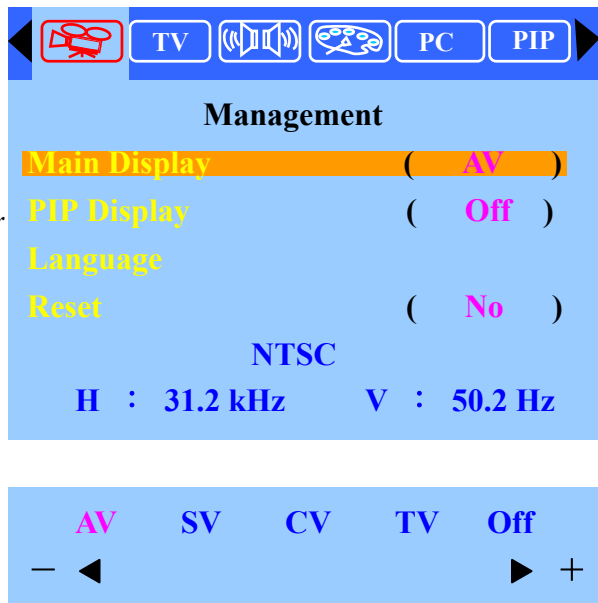 TV PC PIP
Management
Main Display ( AV )
PIP Display ( Off )
Language
Reset ( No )
NTSC
H : 31.2 kHz V : 50.2 Hz
AV SV CV TV Off
− +